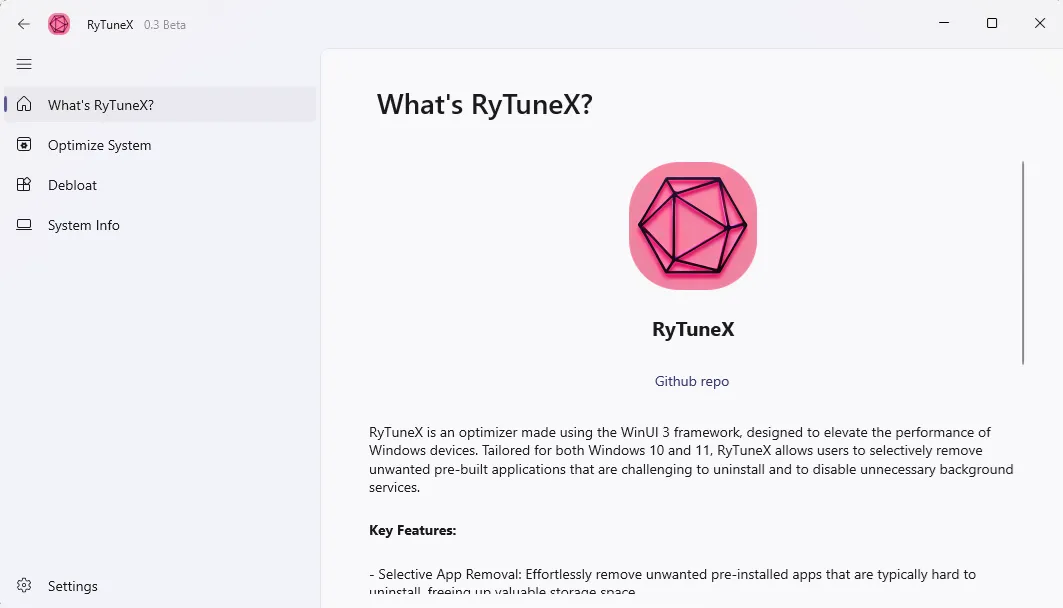 RyTuneX 0.3 Beta
What's RyTuneX?
Optimize System
Debloat
System Info
Settings
What's RyTuneX?
RyTuneX
Github repo
RyTuneX is an optimizer made using the WinUI 3 framework, designed to elevate the performance of
Windows devices. Tailored for both Windows 10 and 11, RyTuneX allows users to selectively remove
unwanted pre-built applications that are challenging to uninstall and to disable unnecessary background
services.
Key Features:
- Selective App Removal: Effortlessly remove unwanted pre-installed apps that are typically hard to
uninstall, freeing up valuable storage space.